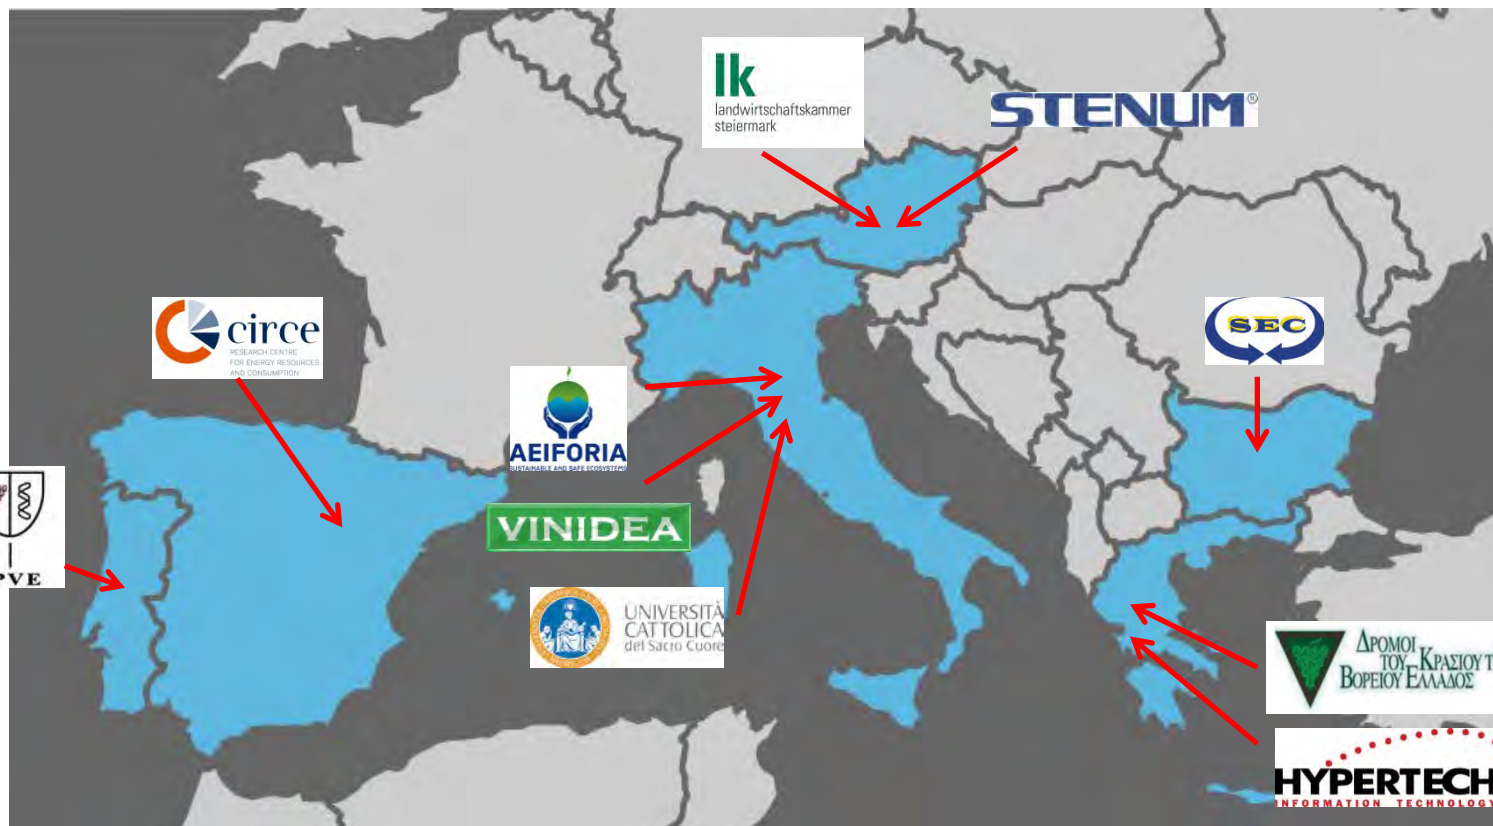 lk
landwirtschaftskammer
steiermark
STENUM®
circe
RESEARCH CENTRE
FOR ENERGY RESOURCES
AND CONSUMPTION
SEC
AEIFORIA
SUSTAINABLE AND SAFE ECOSYSTEMS
PVE
VINIDEA
UNIVERSITÀ
CATTOLICA
del Sacro Cuore
ΔΡΟΜΟΙ
ΤΟΥ ΚΡΑΣΙΟΥ Τ
ΒΟΡΕΙΟΥ ΕΛΛΑΔΟΣ
HYPERTECH
INFORMATION TECHNOLOGY